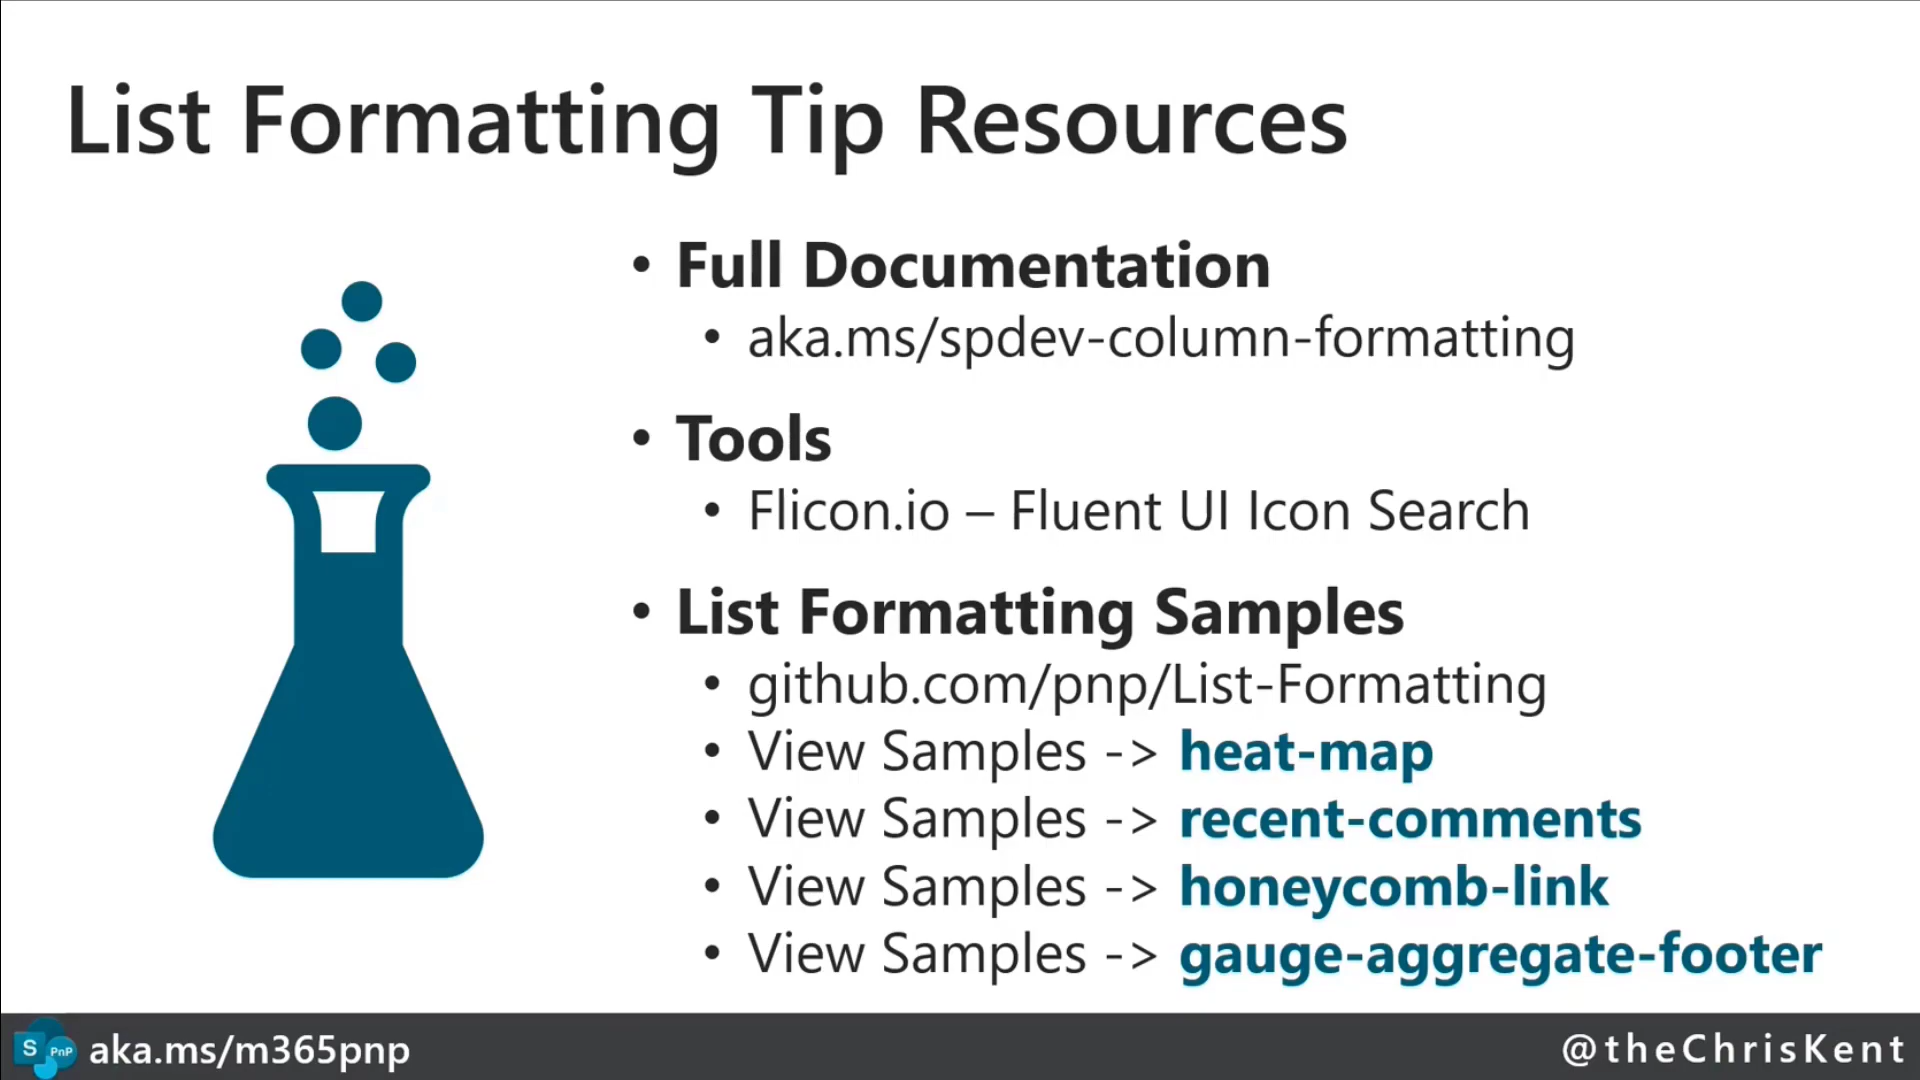 List Formatting Tip Resources
• Full Documentation
• aka.ms/spdev-column-formatting
• Tools
• Flicon.io – Fluent UI Icon Search
• List Formatting Samples
• github.com/pnp/List-Formatting
• View Samples -> heat-map
• View Samples -> recent-comments
• View Samples -> honeycomb-link
• View Samples -> gauge-aggregate-footer
S PnP aka.ms/m365pnp
@theChrisKent